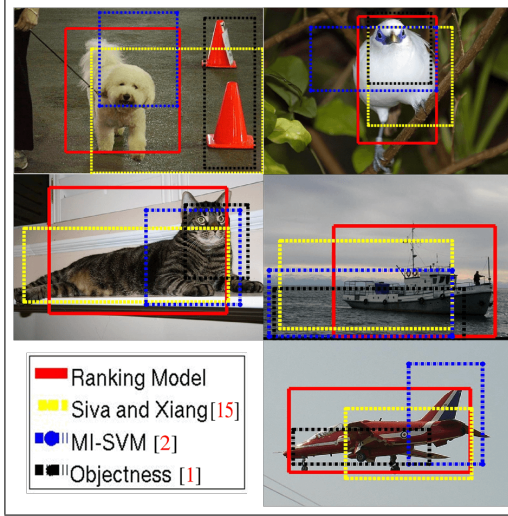 Ranking Model
Siva and Xiang[15]
MI-SVM [2]
Objectness [1]